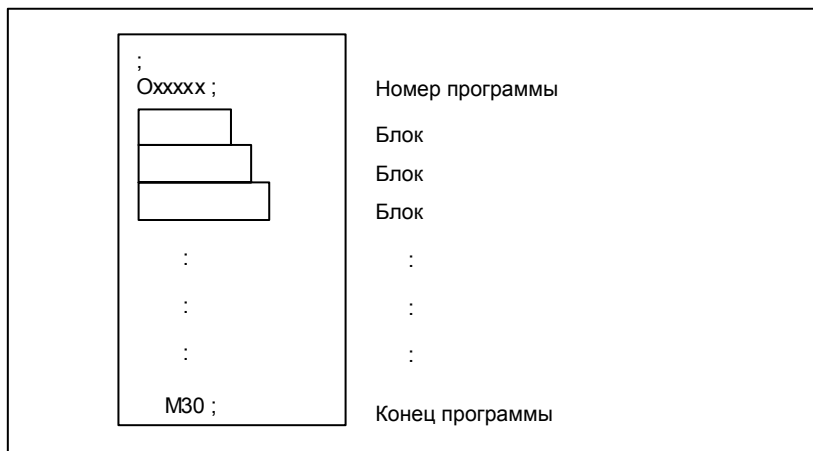 ;
Oxxxxx ; Номер программы
Блок
Блок
Блок
: :
: :
: :
M30 ; Конец программы